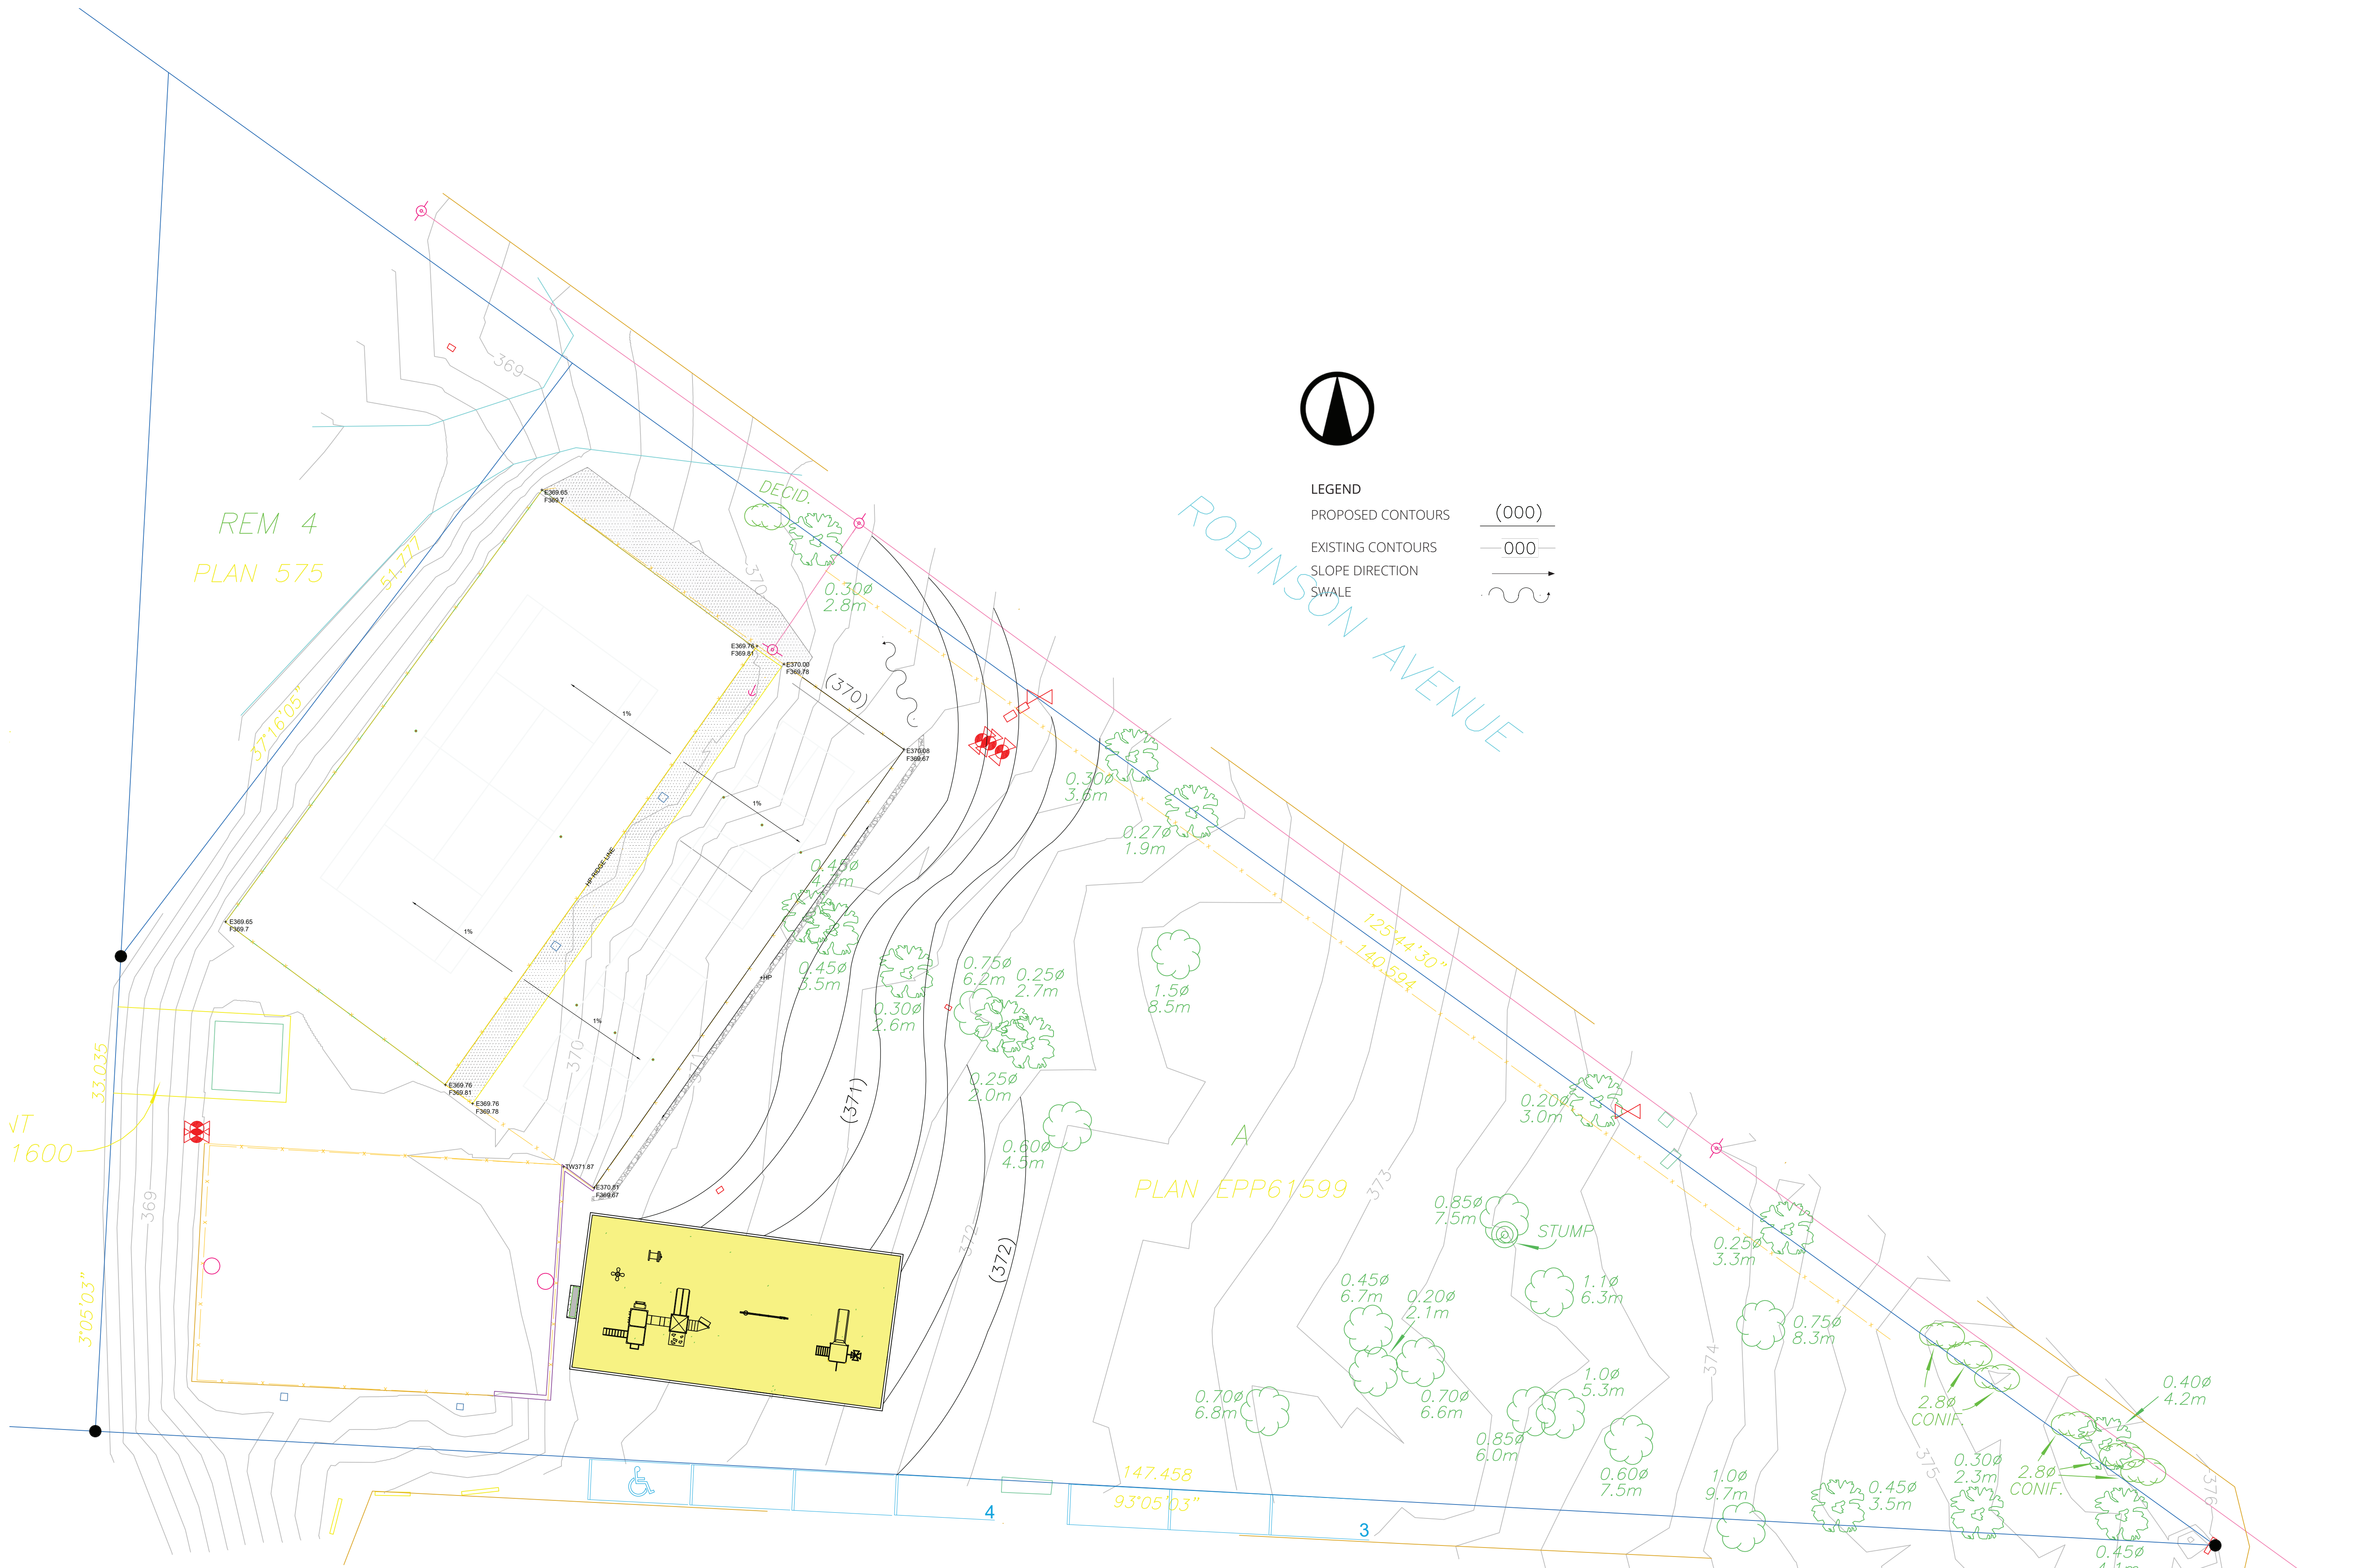 369
REM 4
PLAN 575
51.777
37°16'05"
DECID.
0.30ø
2.8m
370
E369.65
F369.7
E369.76
F369.81
E370.00
F369.78
(370)
E370.08
F369.67
1%
1%
HP RIDGE LINE
1%
1%
LEGEND
PROPOSED CONTOURS (000)
EXISTING CONTOURS 000
SLOPE DIRECTION
SWALE
ROBINSON AVENUE
0.30ø
3.6m
0.27ø
1.9m
125°44'30"
140.594
0.45ø
0.45ø
3.5m
HP
0.30ø
2.6m
0.75ø
6.2m
0.25ø
2.7m
0.25ø
2.0m
1.5ø
8.5m
0.60ø
4.5m
E369.65
F369.7
E369.76
F369.81
E369.76
F369.78
370
371
(371)
TW371.87
E370.81
F369.67
33.035
1600
369
3°05'03"
372
(372)
A
PLAN EPP61599
373
0.20ø
3.0m
0.85ø
7.5m
STUMP
0.25ø
3.3m
1.1ø
6.3m
0.45ø
6.7m
0.20ø
2.1m
0.75ø
8.3m
374
1.0ø
5.3m
0.70ø
6.8m
0.70ø
6.6m
0.85ø
6.0m
0.60ø
7.5m
1.0ø
9.7m
0.45ø
3.5m
375
2.8ø
CONIF.
0.40ø
4.2m
0.30ø
2.3m
2.8ø
CONIF.
376
0.45ø
147.458
93°05'03"
4
3